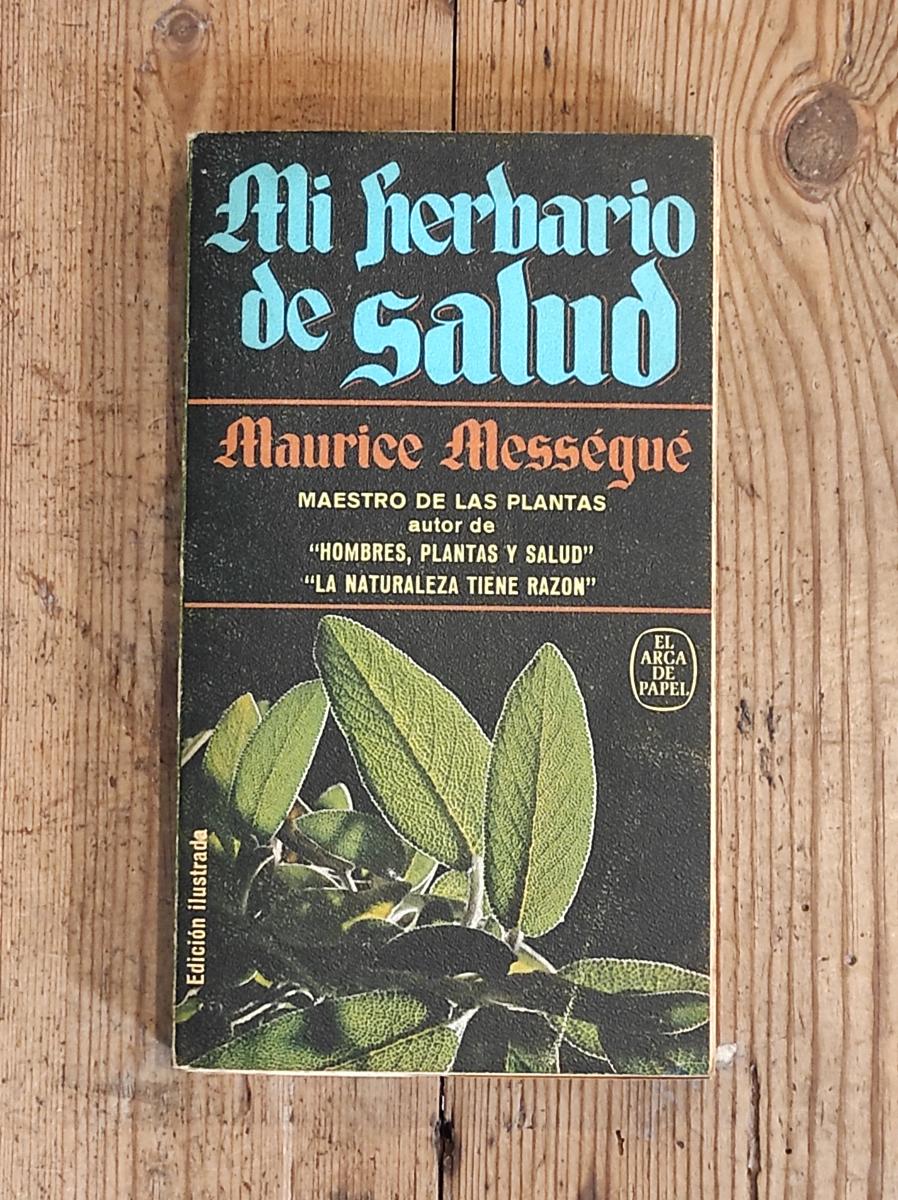 Mi herbario
de salud
Maurice Mességué
MAESTRO DE LAS PLANTAS
autor de
“HOMBRES, PLANTAS Y SALUD”
“LA NATURALEZA TIENE RAZON”
EL
ARCA
DE
PAPEL
Edición ilustrada